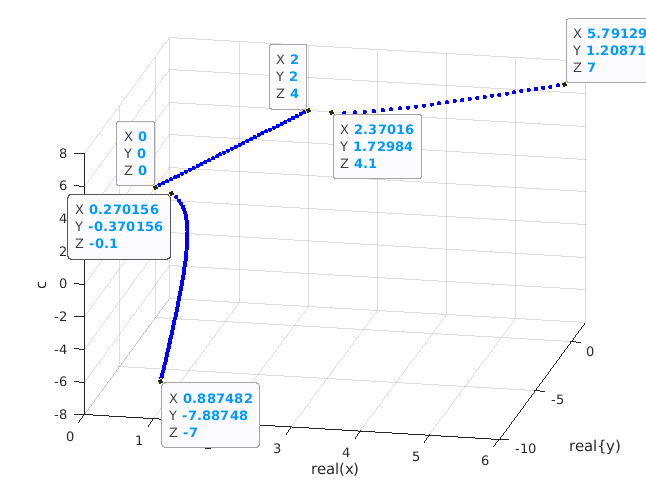 X 5.79129
Y 1.20871
Z 7
X 2
Y 2
Z 4
X 2.37016
Y 1.72984
Z 4.1
X 0
Y 0
Z 0
X 0.270156
Y -0.370156
Z -0.1
X 0.887482
Y -7.88748
Z -7
8
6
4
2
0
-2
-4
-6
-8
c
0
1
3
4
5
6
real(x)
-10
-5
0
real{y)